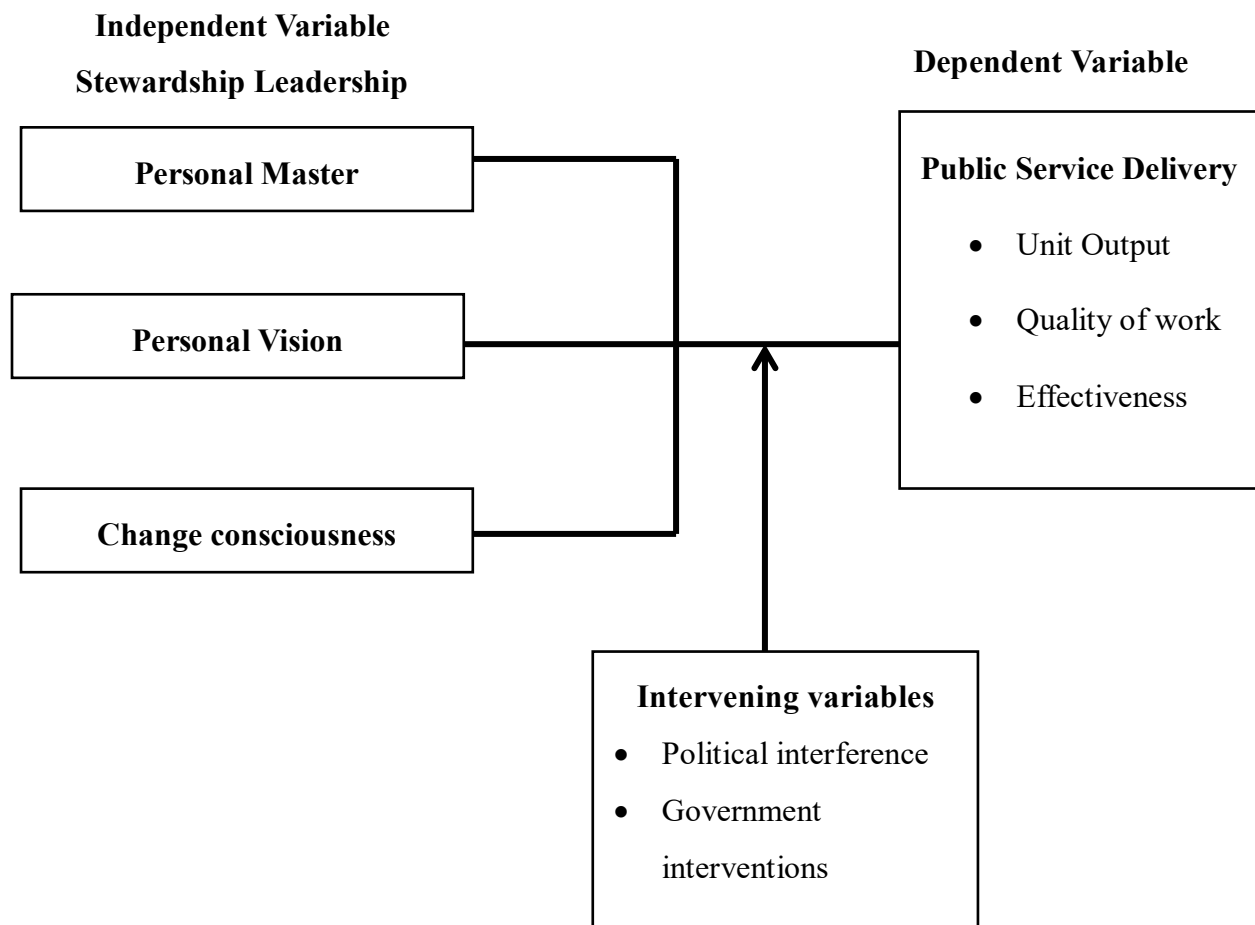 Independent Variable
Stewardship Leadership
Personal Master
Personal Vision
Change consciousness
Dependent Variable
Public Service Delivery
• Unit Output
• Quality of work
• Effectiveness
Intervening variables
• Political interference
• Government
interventions